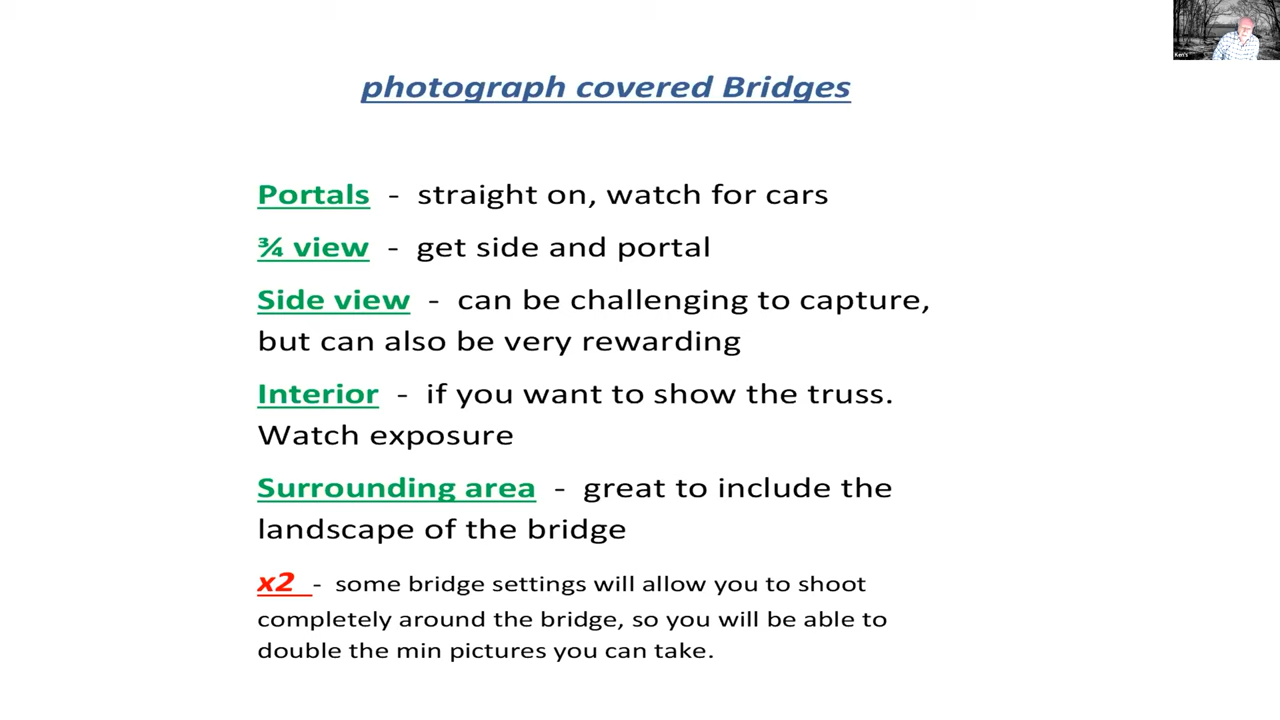 photograph covered Bridges
Portals - straight on, watch for cars
¾ view - get side and portal
Side view - can be challenging to capture,
but can also be very rewarding
Interior - if you want to show the truss.
Watch exposure
Surrounding area - great to include the
landscape of the bridge
x2 - some bridge settings will allow you to shoot
completely around the bridge, so you will be able to
double the min pictures you can take.